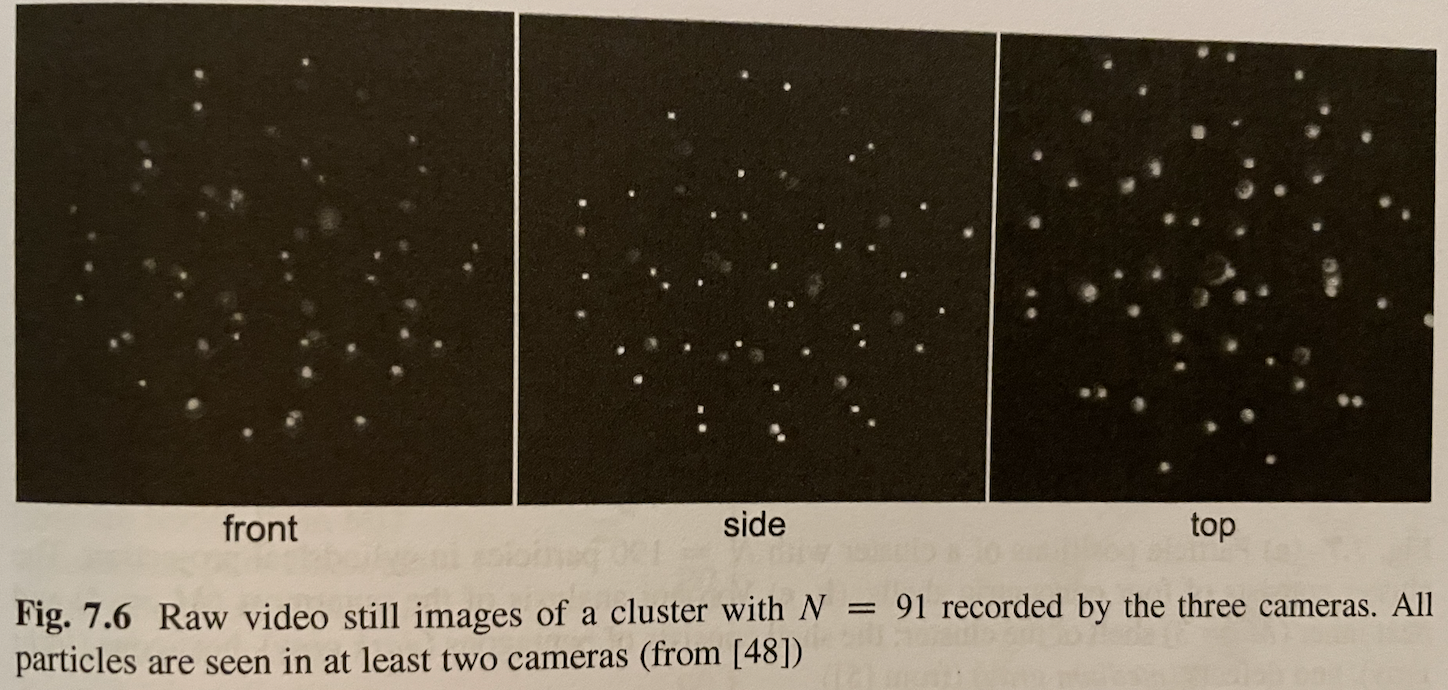 front side top
Fig. 7.6 Raw video still images of a cluster with N = 91 recorded by the three cameras. All
particles are seen in at least two cameras (from [48])